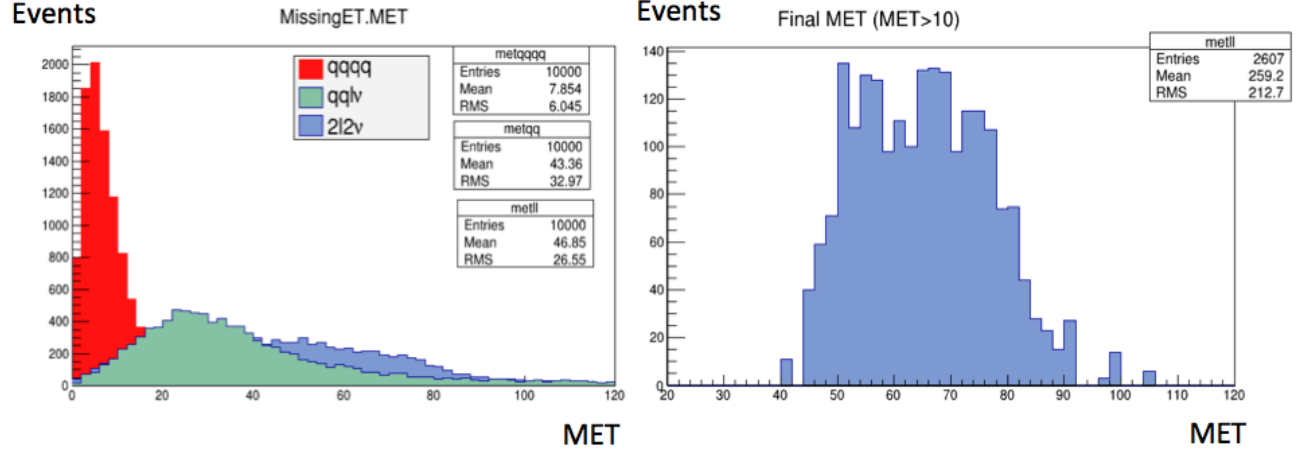 Events
MissingET.MET
qqqq
qqlν
2l2ν
metqqqq
Entries 10000
Mean 7.854
RMS 6.045
metqq
Entries 10000
Mean 43.36
RMS 32.97
metll
Entries 10000
Mean 46.85
RMS 26.55
2000
1800
1600
1400
1200
1000
800
600
400
200
0
0 20 40 60 80 100 120
MET
Events
Final MET (MET>10)
metll
Entries 2607
Mean 259.2
RMS 212.7
140
120
100
80
60
40
20
0
20 30 40 50 60 70 80 90 100 110 120
MET